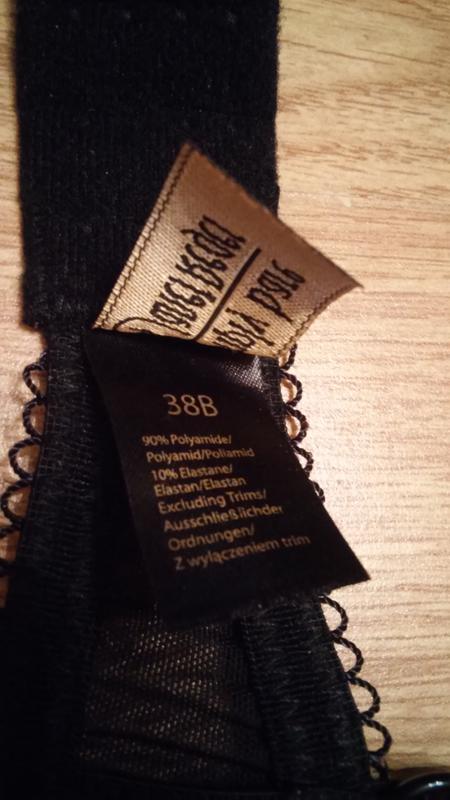 38B
90% Polyamide/
Polyamid/Poliamid
10% Elastane/
Elastan/Elastan
Excluding Trims/
Ausschließlichder
Ordnungen/
Z wyłączeniem trim